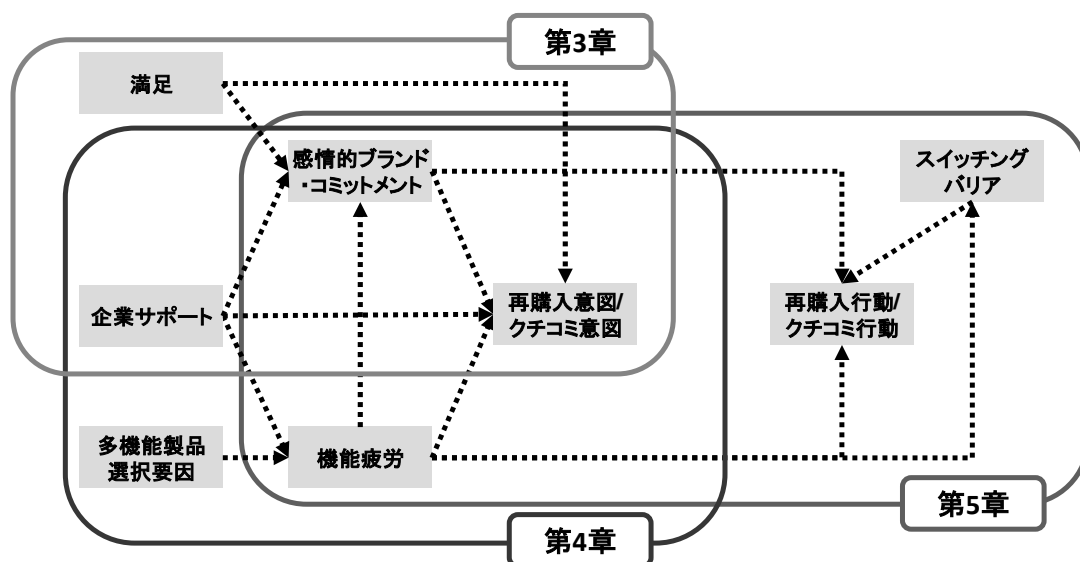 第3章
満足
感情的ブランド
・コミットメント
スイッチング
バリア
企業サポート
再購入意図/
クチコミ意図
再購入行動/
クチコミ行動
多機能製品
選択要因
機能疲労
第5章
第4章